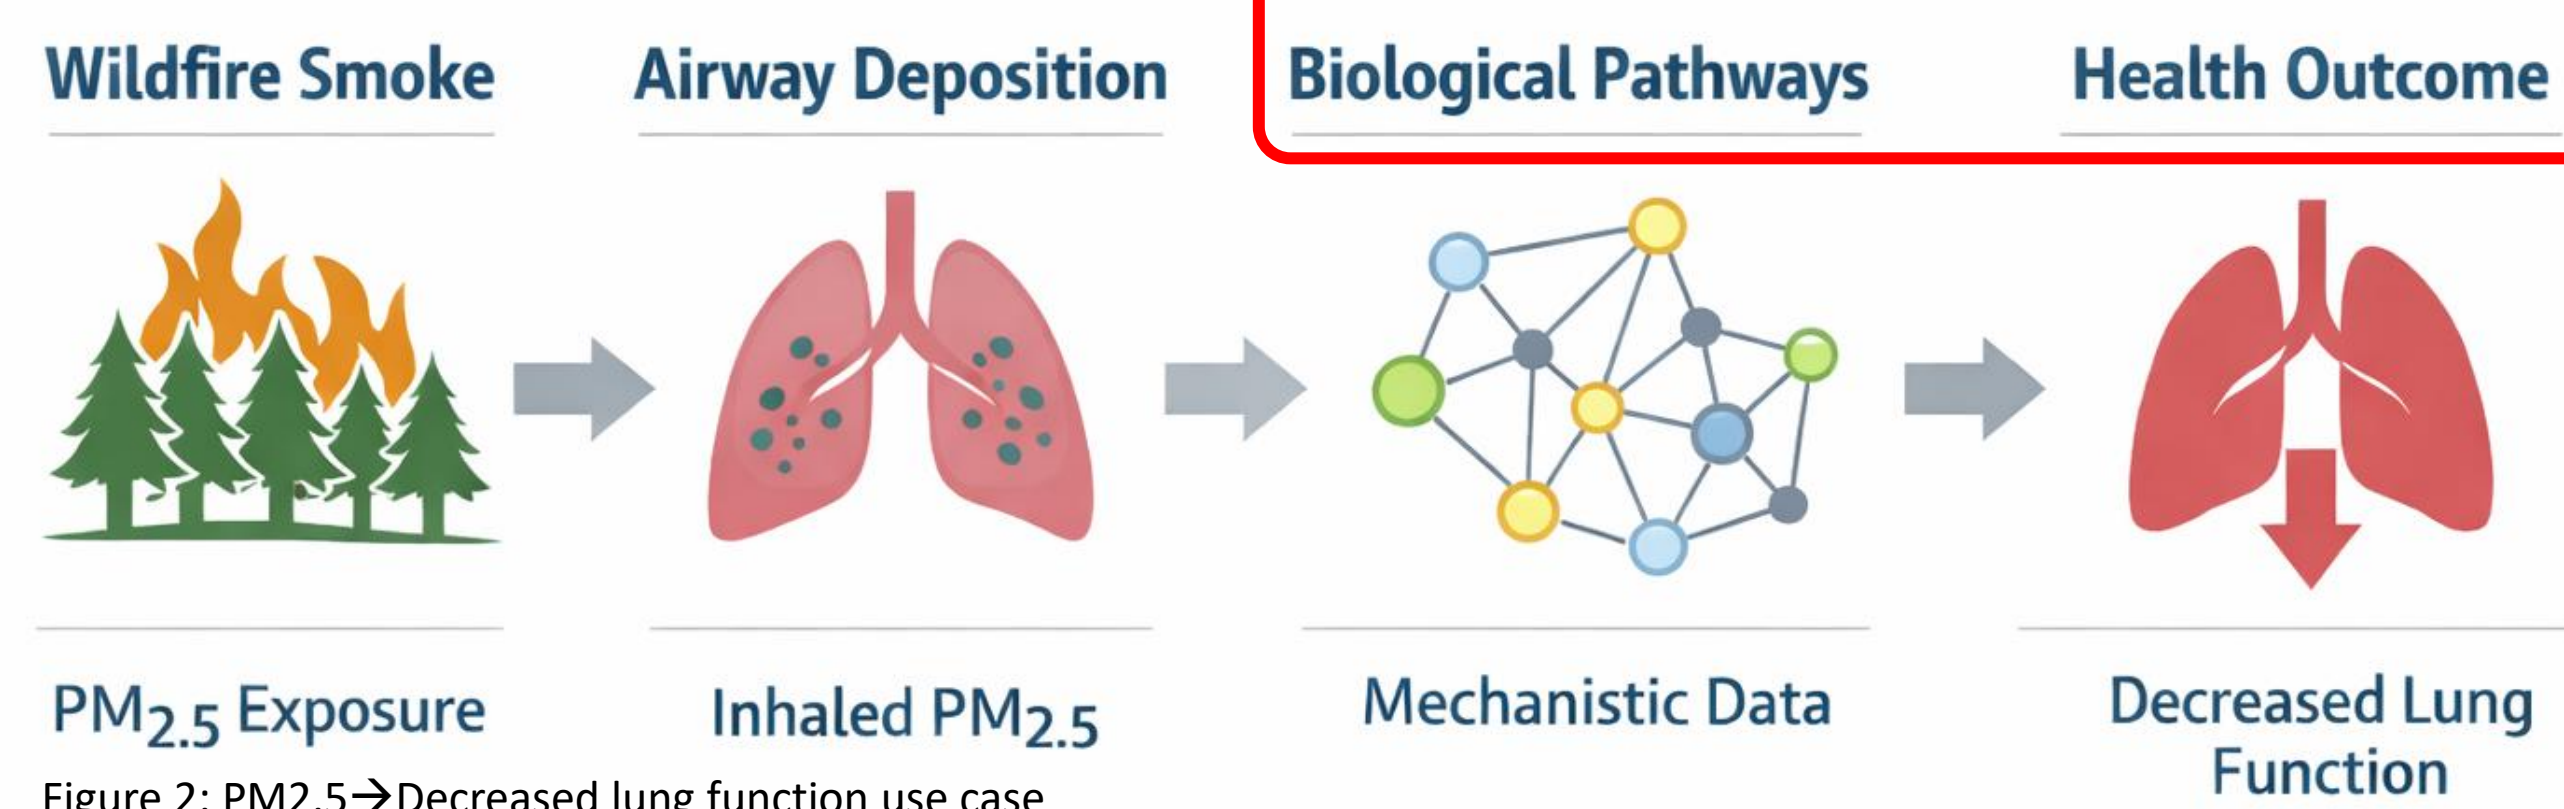 Wildfire Smoke
Airway Deposition
Biological Pathways
Health Outcome
PM2.5 Exposure
Inhaled PM2.5
Mechanistic Data
Decreased Lung
Function
Figure 2: PM2.5→Decreased lung function use case